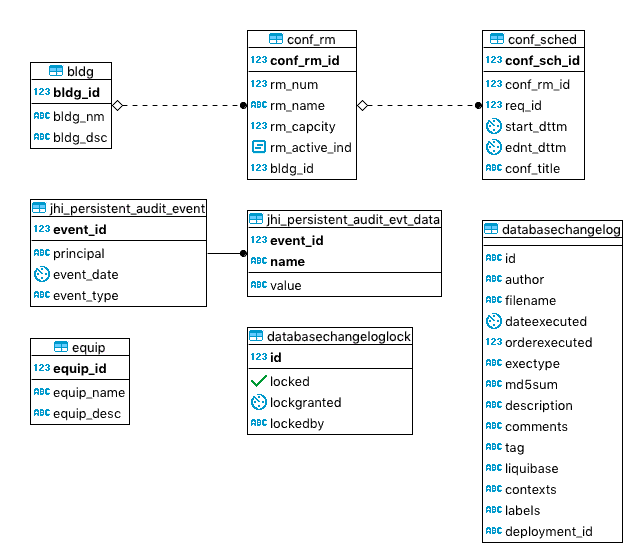 bldg
123 bldg_id
ABC bldg_nm
ABC bldg_dsc
conf_rm
123 conf_rm_id
123 rm_num
ABC rm_name
123 rm_capcity
rm_active_ind
123 bldg_id
conf_sched
123 conf_sch_id
123 conf_rm_id
123 req_id
start_dttm
ednt_dttm
ABC conf_title
jhi_persistent_audit_event
123 event_id
ABC principal
event_date
ABC event_type
jhi_persistent_audit_evt_data
123 event_id
ABC name
ABC value
databasechangelog
ABC id
ABC author
ABC filename
dateexecuted
123 orderexecuted
ABC exectype
ABC md5sum
ABC description
ABC comments
ABC tag
ABC liquibase
ABC contexts
ABC labels
ABC deployment_id
equip
123 equip_id
ABC equip_name
ABC equip_desc
databasechangeloglock
123 id
locked
lockgranted
ABC lockedby